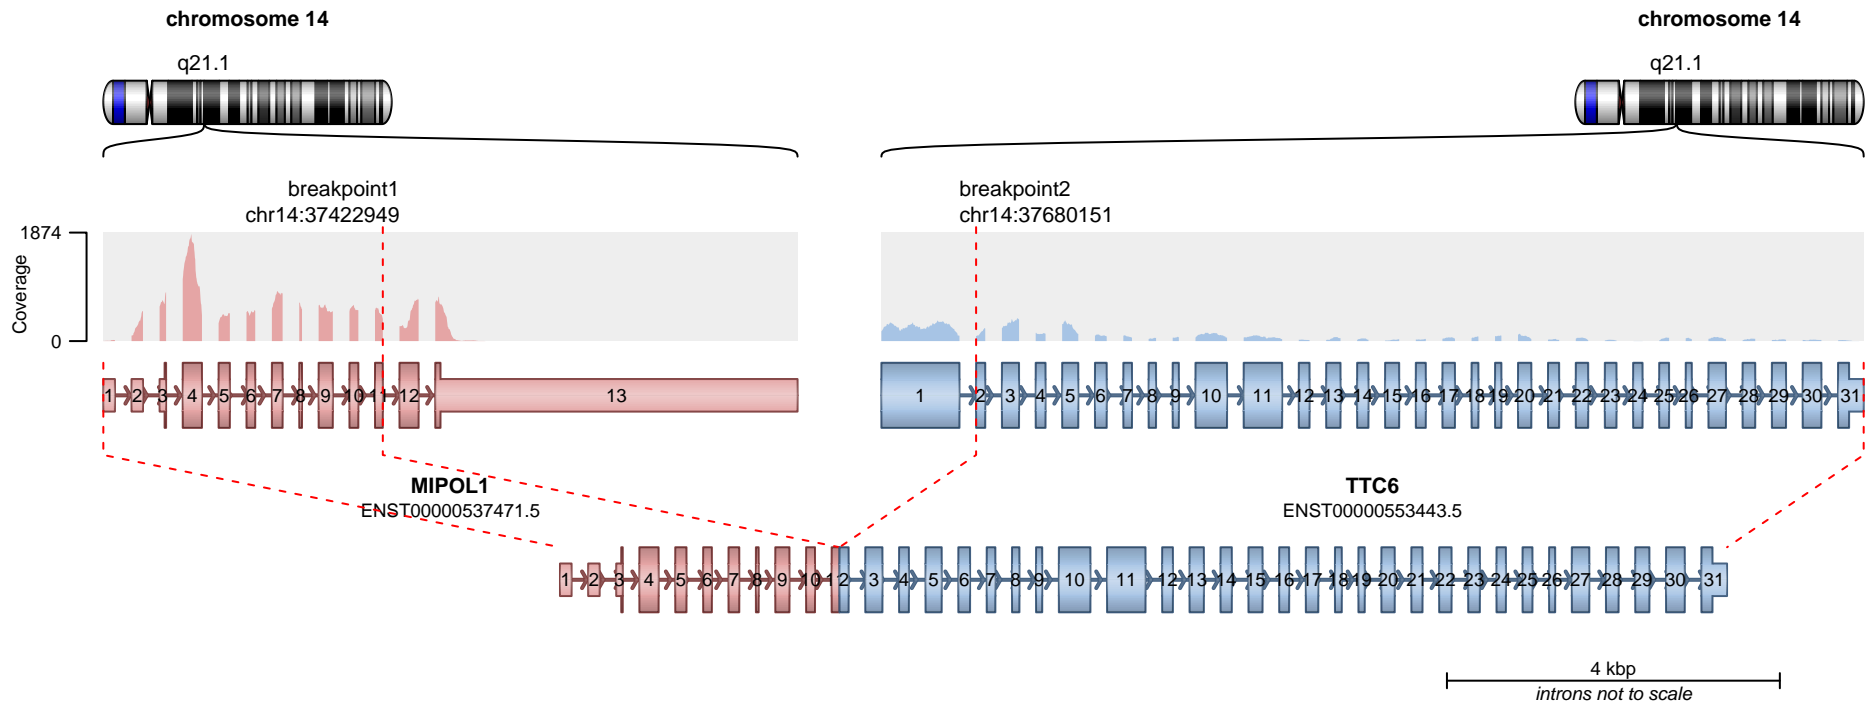 chromosome 14
chromosome 14
q21.1
q21.1
breakpoint1
chr14:37422949
breakpoint2
chr14:37680151
1874
0
Coverage
1 2 3 4 5 6 7 8 9 10 11 12 13
1 2 3 4 5 6 7 8 9 10 11 12 13 14 15 16 17 18 19 20 21 22 23 24 25 26 27 28 29 30 31
MIPOL1
ENST00000537471.5
TTC6
ENST00000553443.5
1 2 3 4 5 6 7 8 9 10 11 2 3 4 5 6 7 8 9 10 11 12 13 14 15 16 17 18 19 20 21 22 23 24 25 26 27 28 29 30 31
4 kbp
introns not to scale